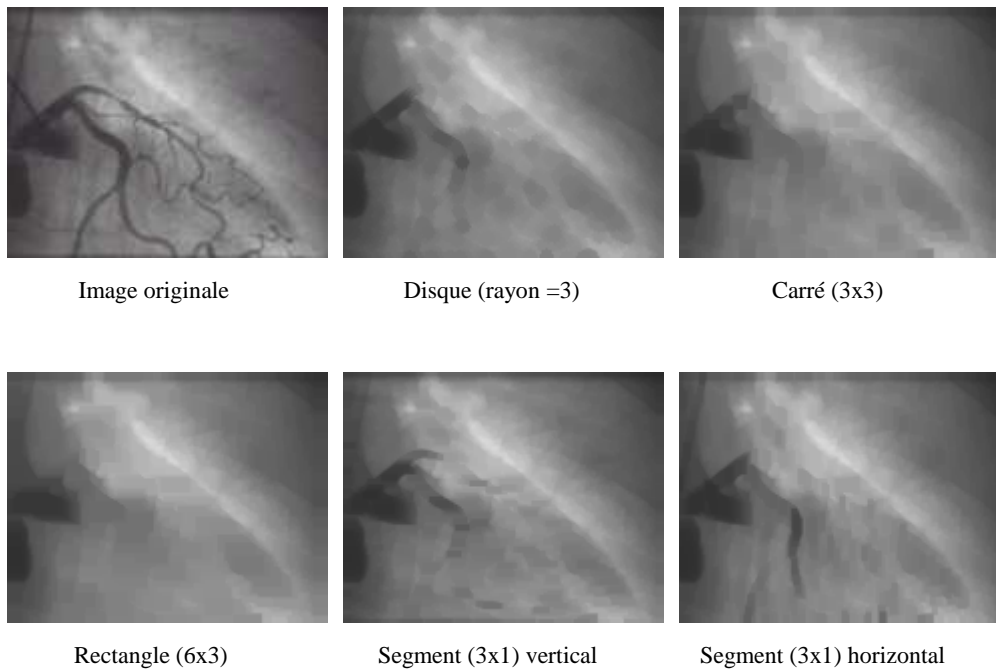 Image originale
Disque (rayon =3)
Carré (3x3)
Rectangle (6x3)
Segment (3x1) vertical
Segment (3x1) horizontal